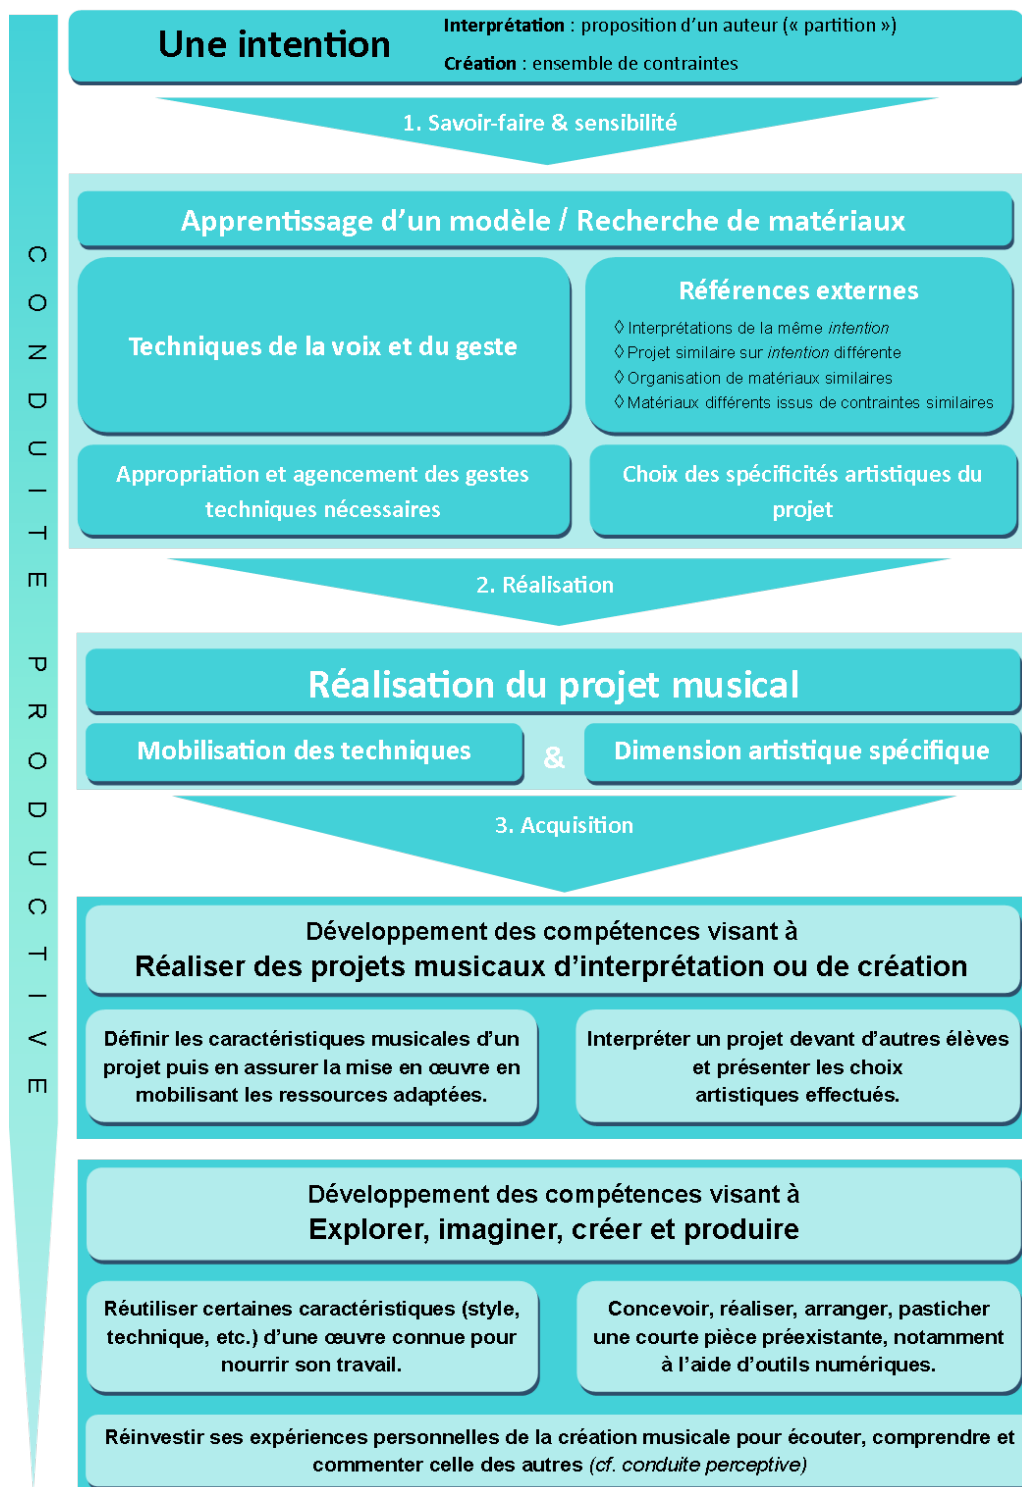 Une intention
Interprétation : proposition d'un auteur (« partition »)
Création : ensemble de contraintes
1. Savoir-faire & sensibilité
Apprentissage d'un modèle / Recherche de matériaux
Techniques de la voix et du geste
Références externes
◊ Interprétations de la même intention
◊ Projet similaire sur intention différente
◊ Organisation de matériaux similaires
◊ Matériaux différents issus de contraintes similaires
Appropriation et agencement des gestes
techniques nécessaires
Choix des spécificités artistiques du
projet
2. Réalisation
Réalisation du projet musical
Mobilisation des techniques
&
Dimension artistique spécifique
3. Acquisition
Développement des compétences visant à
Réaliser des projets musicaux d'interprétation ou de création
Définir les caractéristiques musicales d'un
projet puis en assurer la mise en œuvre en
mobilisant les ressources adaptées.
Interpréter un projet devant d'autres élèves
et présenter les choix
artistiques effectués.
Développement des compétences visant à
Explorer, imaginer, créer et produire
Réutiliser certaines caractéristiques (style,
technique, etc.) d'une œuvre connue pour
nourrir son travail.
Concevoir, réaliser, arranger, pasticher
une courte pièce préexistante, notamment
à l'aide d'outils numériques.
Réinvestir ses expériences personnelles de la création musicale pour écouter, comprendre et
commenter celle des autres (cf. conduite perceptive)
CONDUITE PRODUCTIVE